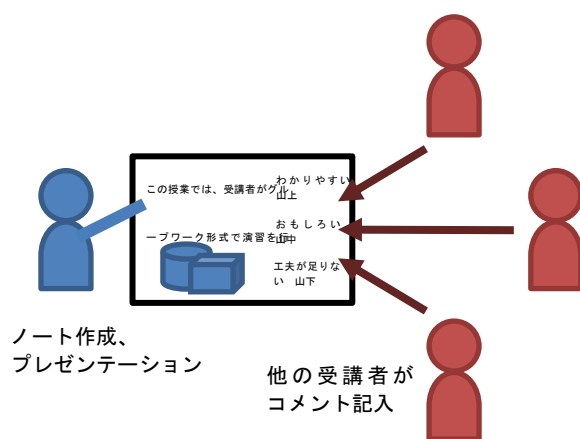 この授業では、受講者がグル
ープワーク形式で演習を行
わかりやすい
山上
おもしろい
山中
工夫が足りな
い 山下
ノート作成、
プレゼンテーション
他の受講者が
コメント記入